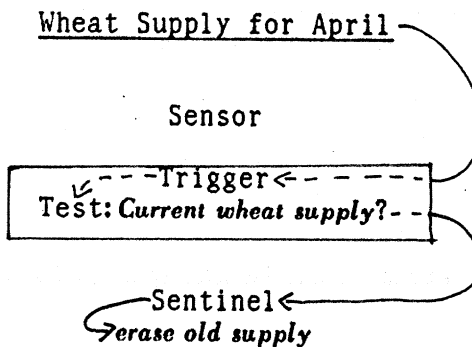 Wheat Supply for April
Sensor
Trigger
Test: Current wheat supply?
Sentinel
erase old supply